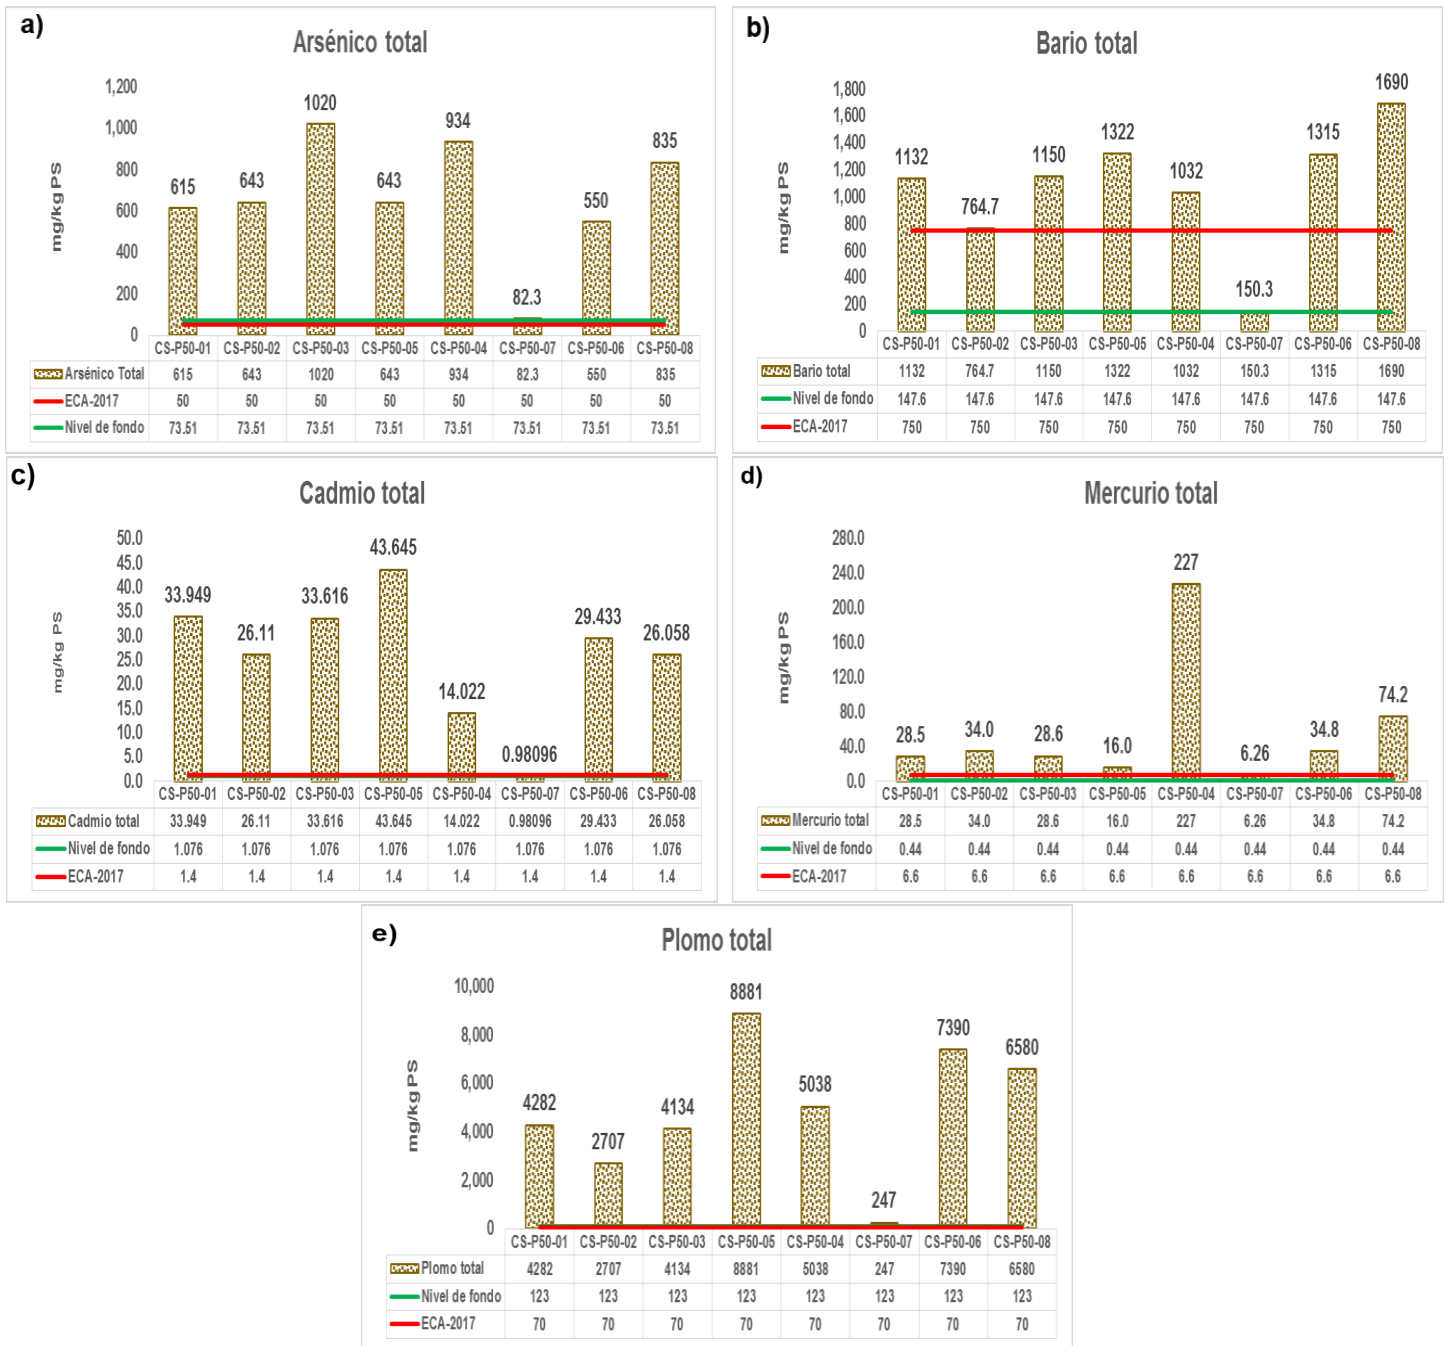 a)
Arsénico total
1,200
1,000
800
600
400
200
0
mg/kg PS
615
643
1020
643
934
82.3
550
835
CS-P50-01 CS-P50-02 CS-P50-03 CS-P50-05 CS-P50-04 CS-P50-07 CS-P50-06 CS-P50-08
Arsénico Total 615 643 1020 643 934 82.3 550 835
ECA-2017 50 50 50 50 50 50 50 50
Nivel de fondo 73.51 73.51 73.51 73.51 73.51 73.51 73.51 73.51
b)
Bario total
1,800
1,600
1,400
1,200
1,000
800
600
400
200
0
mg/kg PS
1132
764.7
1150
1322
1032
150.3
1315
1690
CS-P50-01 CS-P50-02 CS-P50-03 CS-P50-05 CS-P50-04 CS-P50-07 CS-P50-06 CS-P50-08
Bario total 1132 764.7 1150 1322 1032 150.3 1315 1690
Nivel de fondo 147.6 147.6 147.6 147.6 147.6 147.6 147.6 147.6
ECA-2017 750 750 750 750 750 750 750 750
c)
Cadmio total
50.0
45.0
40.0
35.0
30.0
25.0
20.0
15.0
10.0
5.0
0.0
mg/kg PS
33.949
26.11
33.616
43.645
14.022
0.98096
29.433
26.058
CS-P50-01 CS-P50-02 CS-P50-03 CS-P50-05 CS-P50-04 CS-P50-07 CS-P50-06 CS-P50-08
Cadmio total 33.949 26.11 33.616 43.645 14.022 0.98096 29.433 26.058
Nivel de fondo 1.076 1.076 1.076 1.076 1.076 1.076 1.076 1.076
ECA-2017 1.4 1.4 1.4 1.4 1.4 1.4 1.4 1.4
d)
Mercurio total
280.0
240.0
200.0
160.0
120.0
80.0
40.0
0.0
mg/kg PS
28.5
34.0
28.6
16.0
227
6.26
34.8
74.2
CS-P50-01 CS-P50-02 CS-P50-03 CS-P50-05 CS-P50-04 CS-P50-07 CS-P50-06 CS-P50-08
Mercurio total 28.5 34.0 28.6 16.0 227 6.26 34.8 74.2
Nivel de fondo 0.44 0.44 0.44 0.44 0.44 0.44 0.44 0.44
ECA-2017 6.6 6.6 6.6 6.6 6.6 6.6 6.6 6.6
e)
Plomo total
10,000
8,000
6,000
4,000
2,000
0
mg/kg PS
4282
2707
4134
8881
5038
247
7390
6580
CS-P50-01 CS-P50-02 CS-P50-03 CS-P50-05 CS-P50-04 CS-P50-07 CS-P50-06 CS-P50-08
Plomo total 4282 2707 4134 8881 5038 247 7390 6580
Nivel de fondo 123 123 123 123 123 123 123 123
ECA-2017 70 70 70 70 70 70 70 70